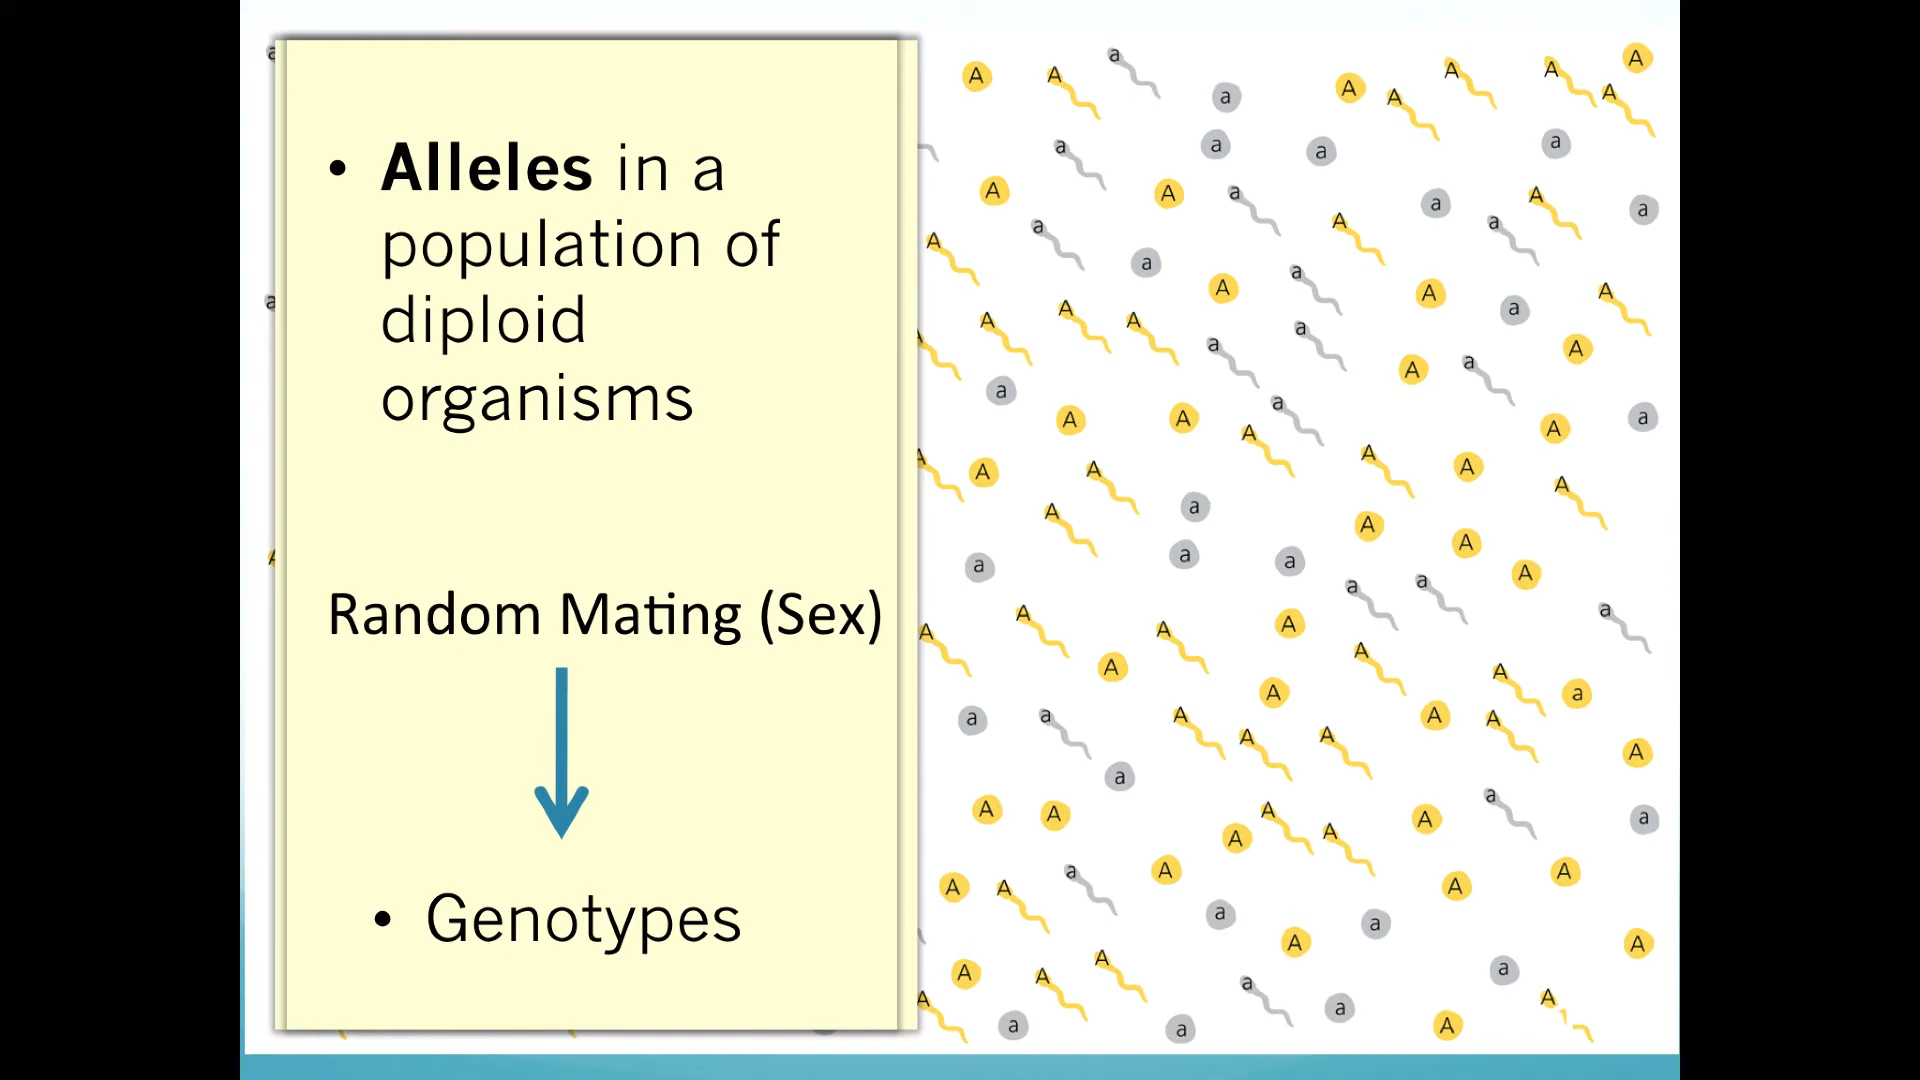 • Alleles in a
population of
diploid
organisms
Random Mating (Sex)
• Genotypes
a A A a a A A A A A A
a a a a a
A A a A a A a a
A a a A a
a A a A a A
A A A a a A A a
a A A a A A a
A A A A A A A
A a A A
a a a A A
A A A A a a a
A A A A A a
a a A A A A A A
a a A
A A A A A a A a
A A a A A A
a A a A
A A A a a A
A a A a a A